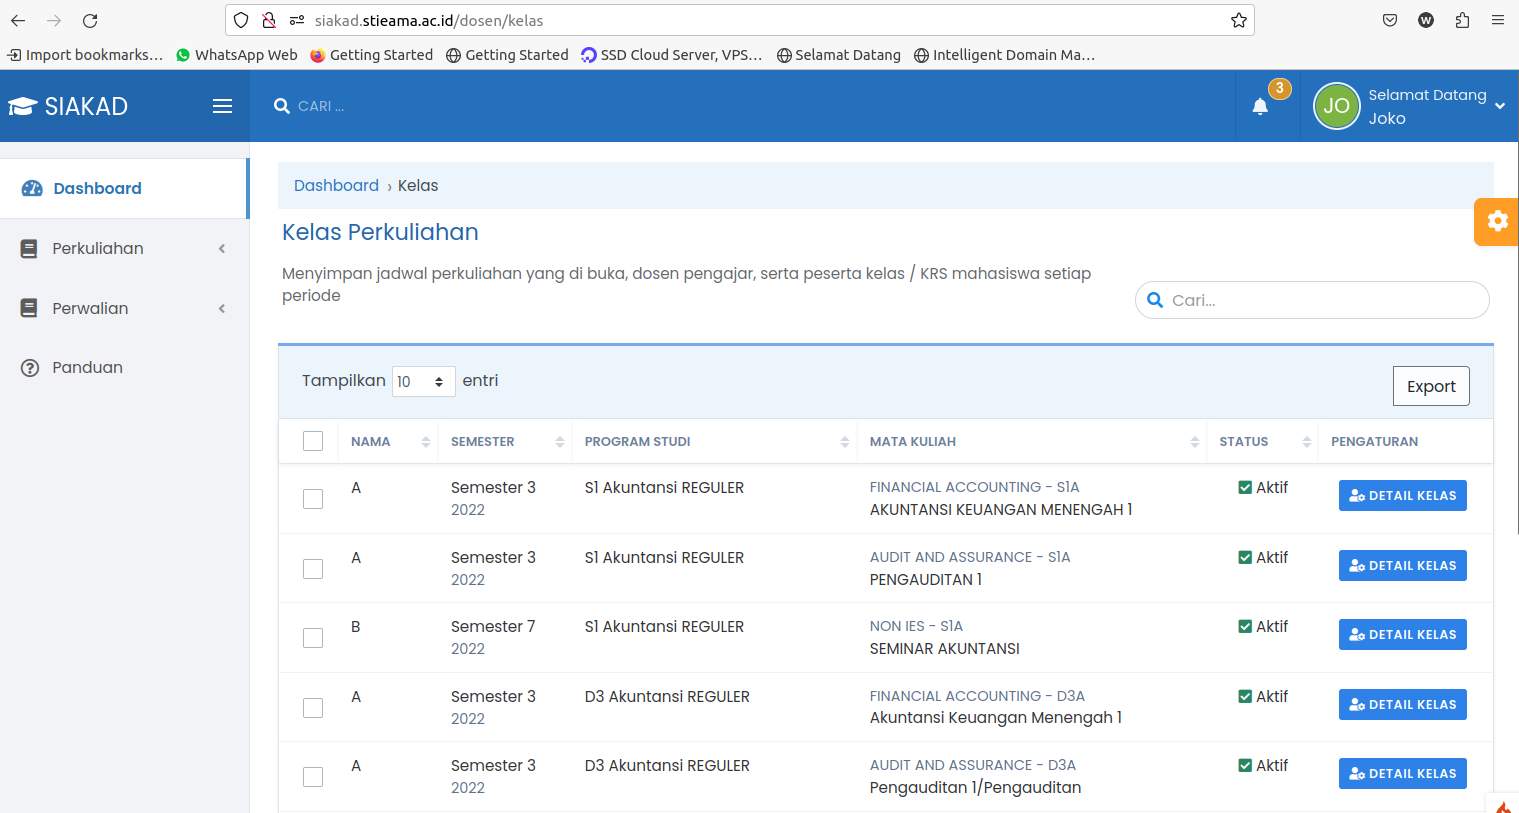 siakad.stieama.ac.id/dosen/kelas
Import bookmarks... WhatsApp Web Getting Started Getting Started SSD Cloud Server, VPS... Selamat Datang Intelligent Domain Ma...
SIAKAD CARI ... 3 JO Selamat Datang
Joko
Dashboard
Perkuliahan
Perwalian
Panduan
Dashboard › Kelas
Kelas Perkuliahan
Menyimpan jadwal perkuliahan yang di buka, dosen pengajar, serta peserta kelas / KRS mahasiswa setiap
periode
Cari...
Tampilkan 10 entri Export
NAMA SEMESTER PROGRAM STUDI MATA KULIAH STATUS PENGATURAN
A Semester 3 S1 Akuntansi REGULER FINANCIAL ACCOUNTING - S1A Aktif DETAIL KELAS
2022 AKUNTANSI KEUANGAN MENENGAH 1
A Semester 3 S1 Akuntansi REGULER AUDIT AND ASSURANCE - S1A Aktif DETAIL KELAS
2022 PENGAUDITAN 1
B Semester 7 S1 Akuntansi REGULER NON IES - S1A Aktif DETAIL KELAS
2022 SEMINAR AKUNTANSI
A Semester 3 D3 Akuntansi REGULER FINANCIAL ACCOUNTING - D3A Aktif DETAIL KELAS
2022 Akuntansi Keuangan Menengah 1
A Semester 3 D3 Akuntansi REGULER AUDIT AND ASSURANCE - D3A Aktif DETAIL KELAS
2022 Pengauditan 1/Pengauditan